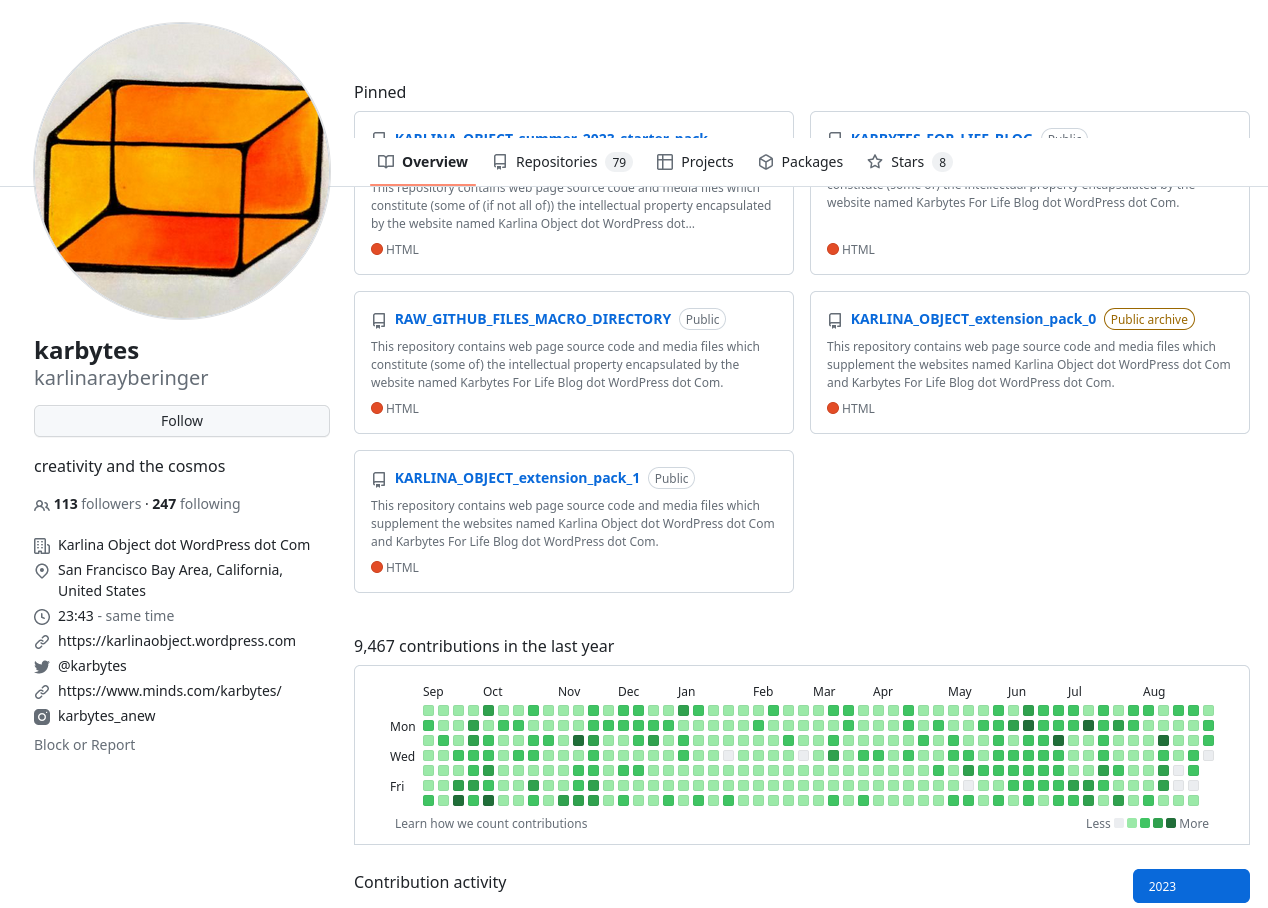 Pinned
KARLINA_OBJECT_summer_2023_starter_pack
KARBYTES_FOR_LIFE_BLOG Public
Overview Repositories 79 Projects Packages Stars 8
This repository contains web page source code and media files which
constitute (some of (if not all of)) the intellectual property encapsulated
by the website named Karlina Object dot WordPress dot...
HTML
constitute (some of) the intellectual property encapsulated by the
website named Karbytes For Life Blog dot WordPress dot Com.
HTML
RAW_GITHUB_FILES_MACRO_DIRECTORY Public
This repository contains web page source code and media files which
constitute (some of) the intellectual property encapsulated by the
website named Karbytes For Life Blog dot WordPress dot Com.
HTML
KARLINA_OBJECT_extension_pack_0 Public archive
This repository contains web page source code and media files which
supplement the websites named Karlina Object dot WordPress dot Com
and Karbytes For Life Blog dot WordPress dot Com.
HTML
KARLINA_OBJECT_extension_pack_1 Public
This repository contains web page source code and media files which
supplement the websites named Karlina Object dot WordPress dot Com
and Karbytes For Life Blog dot WordPress dot Com.
HTML
karbytes
karlinarayberinger
Follow
creativity and the cosmos
113 followers · 247 following
Karlina Object dot WordPress dot Com
San Francisco Bay Area, California,
United States
23:43 - same time
https://karlinaobject.wordpress.com
@karbytes
https://www.minds.com/karbytes/
karbytes_anew
Block or Report
9,467 contributions in the last year
Sep Oct Nov Dec Jan Feb Mar Apr May Jun Jul Aug
Mon
Wed
Fri
Learn how we count contributions
Less More
Contribution activity
2023